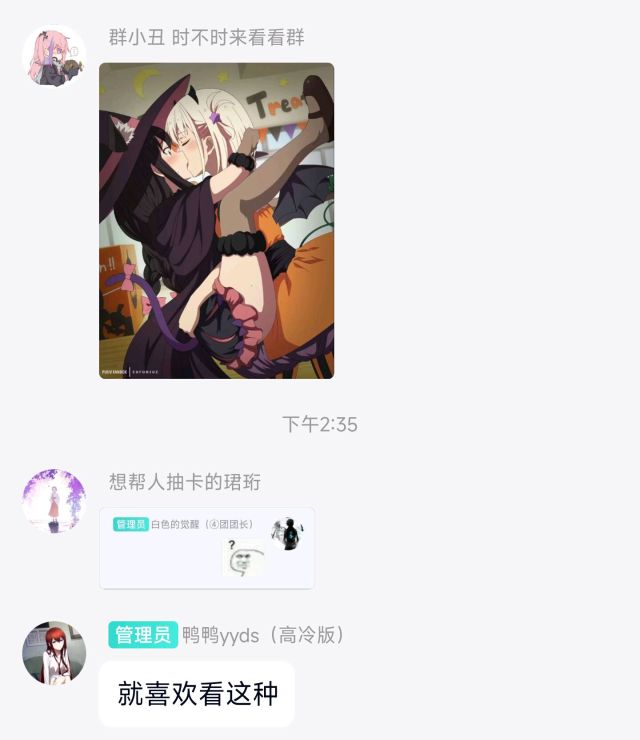 群小丑 时不时来看看群
Trea
n!!
下午2:35
想帮人抽卡的珺珩
管理员 白色的觉醒（④团团长）
?
管理员 鸭鸭yyds（高冷版）
就喜欢看这种